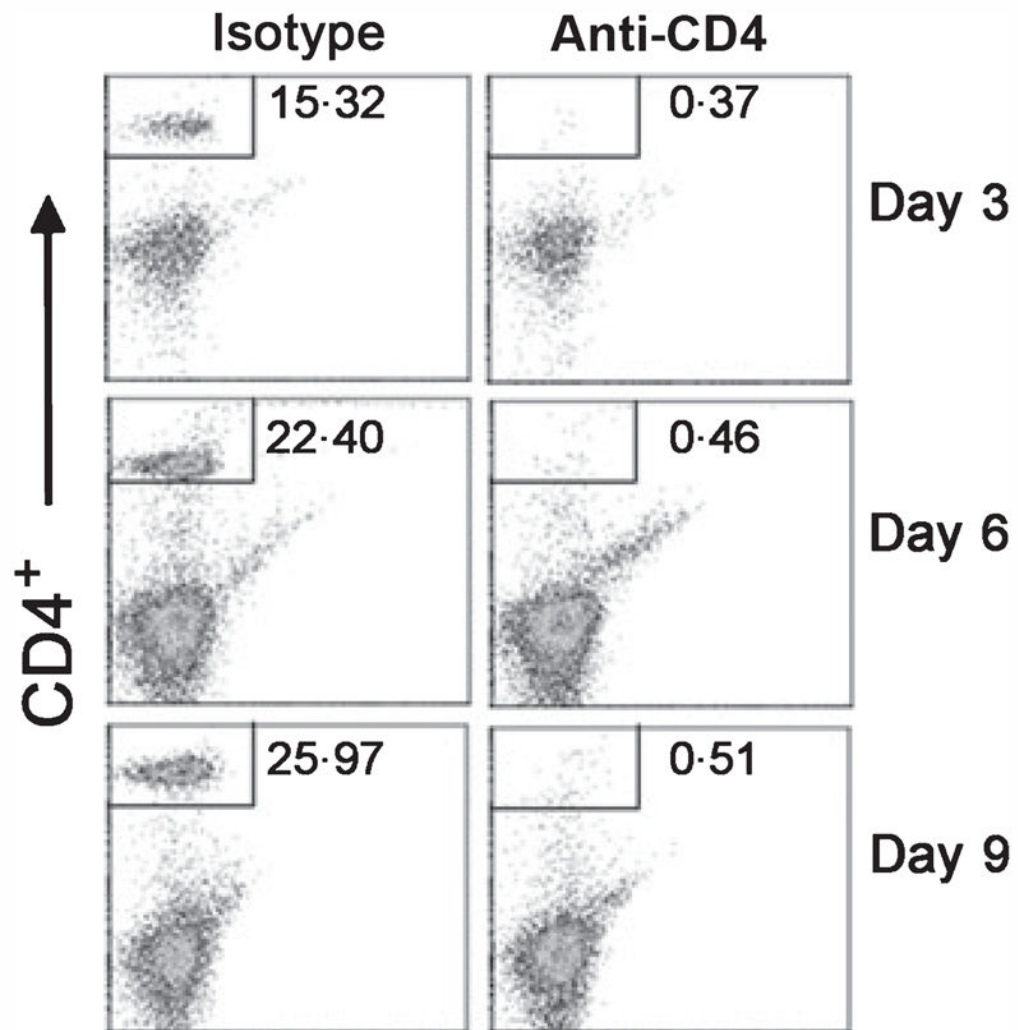 Isotype Anti-CD4
15·32 0·37 Day 3
22·40 0·46 Day 6
25·97 0·51 Day 9
CD4+